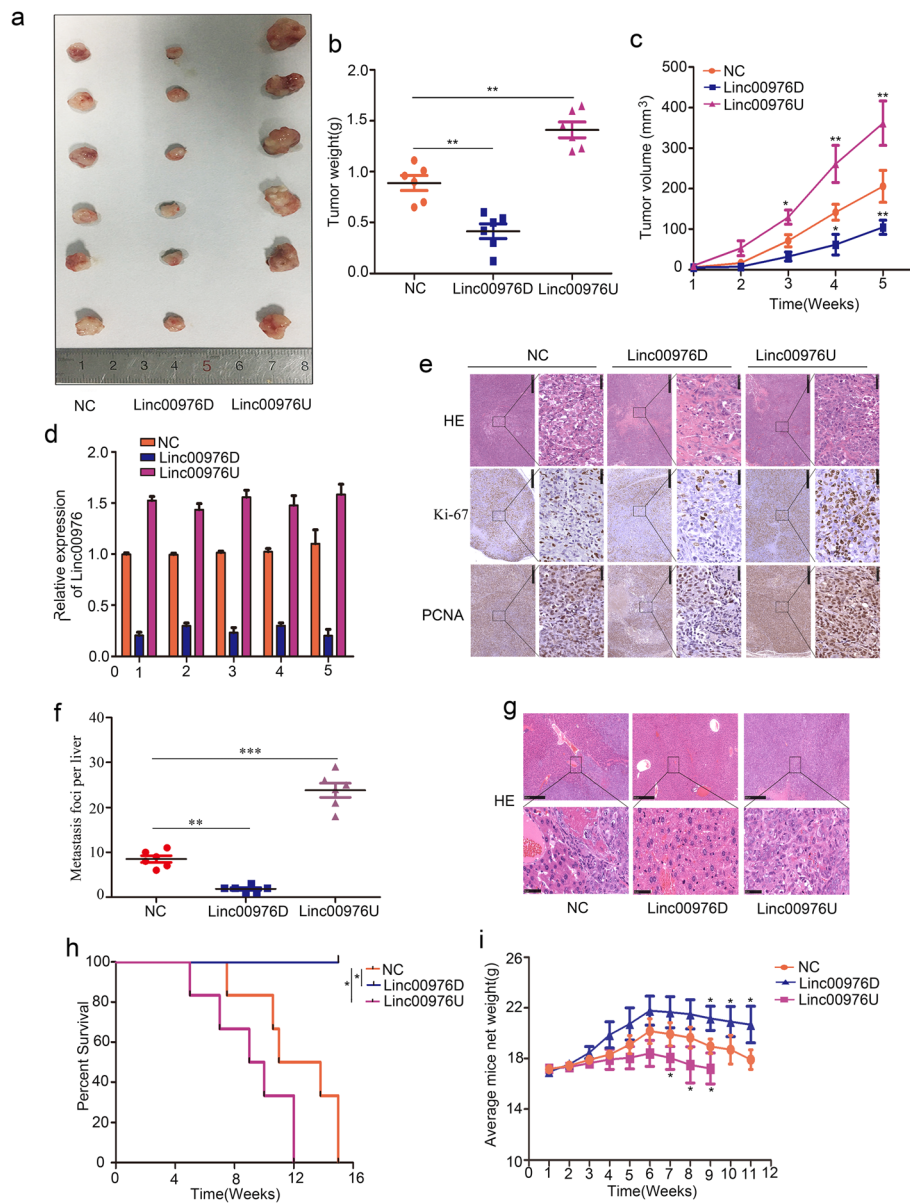 a
1 2 3 4 5 6 7 8
NC Linc00976D Linc00976U
b
Tumor weight(g)
2.0
1.5
1.0
0.5
0.0
**
**
NC Linc00976D Linc00976U
c
Tumor volume (mm3)
500
400
300
200
100
0
NC
Linc00976D
Linc00976U
*
**
*
**
**
1 2 3 4 5
Time(Weeks)
d
NC
Linc00976D
Linc00976U
Relative expression
of Linc00976
2.0
1.5
1.0
0.5
0.0
0 1 2 3 4 5
e
NC Linc00976D Linc00976U
HE
Ki-67
PCNA
f
Metastasis foci per liver
40
30
20
10
0
***
**
NC Linc00976D Linc00976U
g
HE
NC Linc00976D Linc00976U
h
Percent Survival
100
80
60
40
20
0
NC
Linc00976D
Linc00976U
*
*
0 4 8 12 16
Time(Weeks)
i
Average mice net weight(g)
26
22
18
14
10
NC
Linc00976D
Linc00976U
* * *
* * *
0 1 2 3 4 5 6 7 8 9 10 11 12
Time(Weeks)